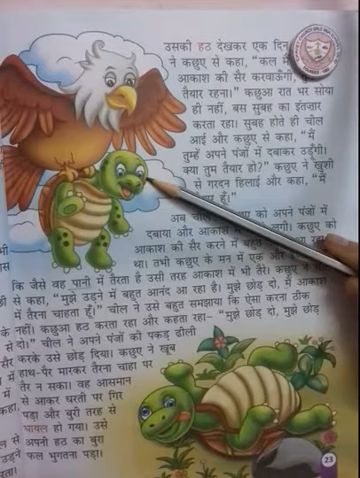 उसकी हठ देखकर एक दिन
ने कछुए से कहा, “कल मैं
आकाश की सैर करवाऊँगी,
तैयार रहना।” कछुआ रात भर सोया
ही नहीं, बस सुबह का इंतज़ार
करता रहा। सुबह होते ही चील
आई और कछुए से कहा, “मैं
तुम्हें अपने पंजों में दबाकर उड़ूँगी।
क्या तुम तैयार हो?” कछुए ने खुशी
से गरदन हिलाई और कहा, “मैं
हूँ।”
अब चील को अपने पंजों में
दबाया और आकाश में लगी। कछुए को
आकाश की सैर करने में बहुत
था। तभी कछुए के मन में एक और
कि जैसे वह पानी में तैरता है उसी तरह आकाश में भी तैरे। कछुए ने
से कहा, “मुझे उड़ने में बहुत आनंद आ रहा है। मुझे छोड़ दो, मैं आकाश
में तैरना चाहता हूँ।” चील ने उसे बहुत समझाया कि ऐसा करना ठीक
नहीं। कछुआ हठ करता रहा और कहता रहा– “मुझे छोड़ दो, मुझे छोड़
दो।” चील ने अपने पंजों की पकड़ ढीली
करके उसे छोड़ दिया। कछुए ने खूब
हाथ-पैर मारकर तैरना चाहा पर
तैर न सका। वह आसमान
से आकर धरती पर गिर
पड़ा और बुरी तरह से
घायल हो गया। उसे
अपनी हठ का बुरा
फल भुगतना पड़ा।
23